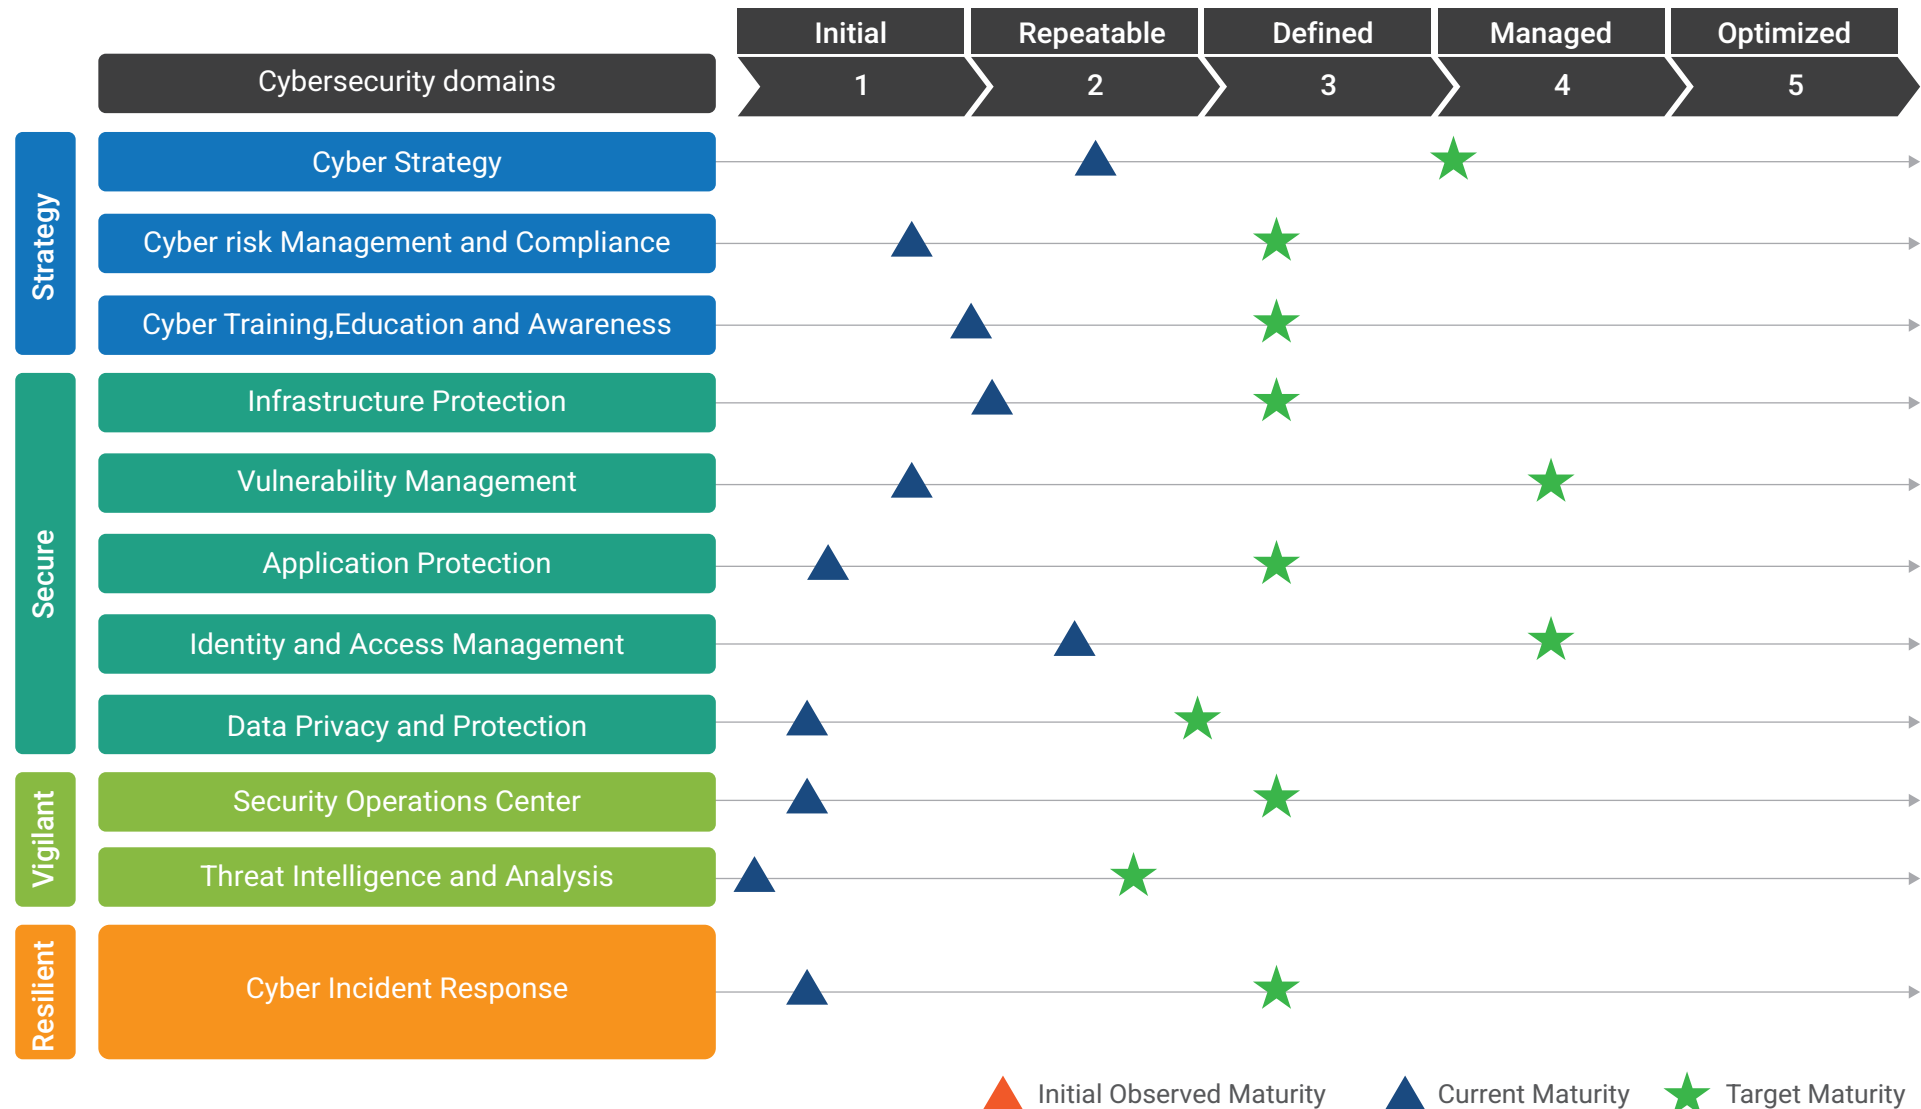 Initial
Repeatable
Defined
Managed
Optimized
Cybersecurity domains
1
2
3
4
5
Strategy
Cyber Strategy
Cyber risk Management and Compliance
Cyber Training,Education and Awareness
Secure
Infrastructure Protection
Vulnerability Management
Application Protection
Identity and Access Management
Data Privacy and Protection
Vigilant
Security Operations Center
Threat Intelligence and Analysis
Resilient
Cyber Incident Response
Initial Observed Maturity
Current Maturity
Target Maturity